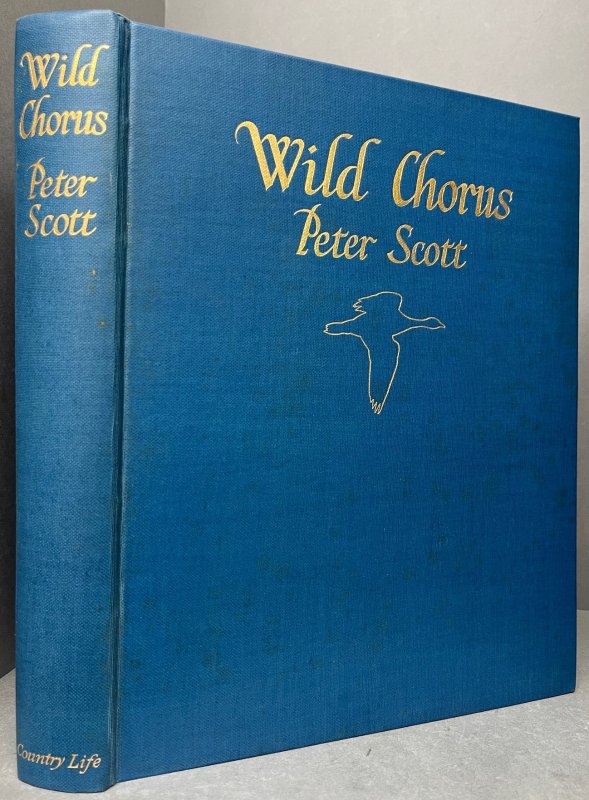 Wild
Chorus
Peter
Scott
Country Life
Wild Chorus
Peter Scott